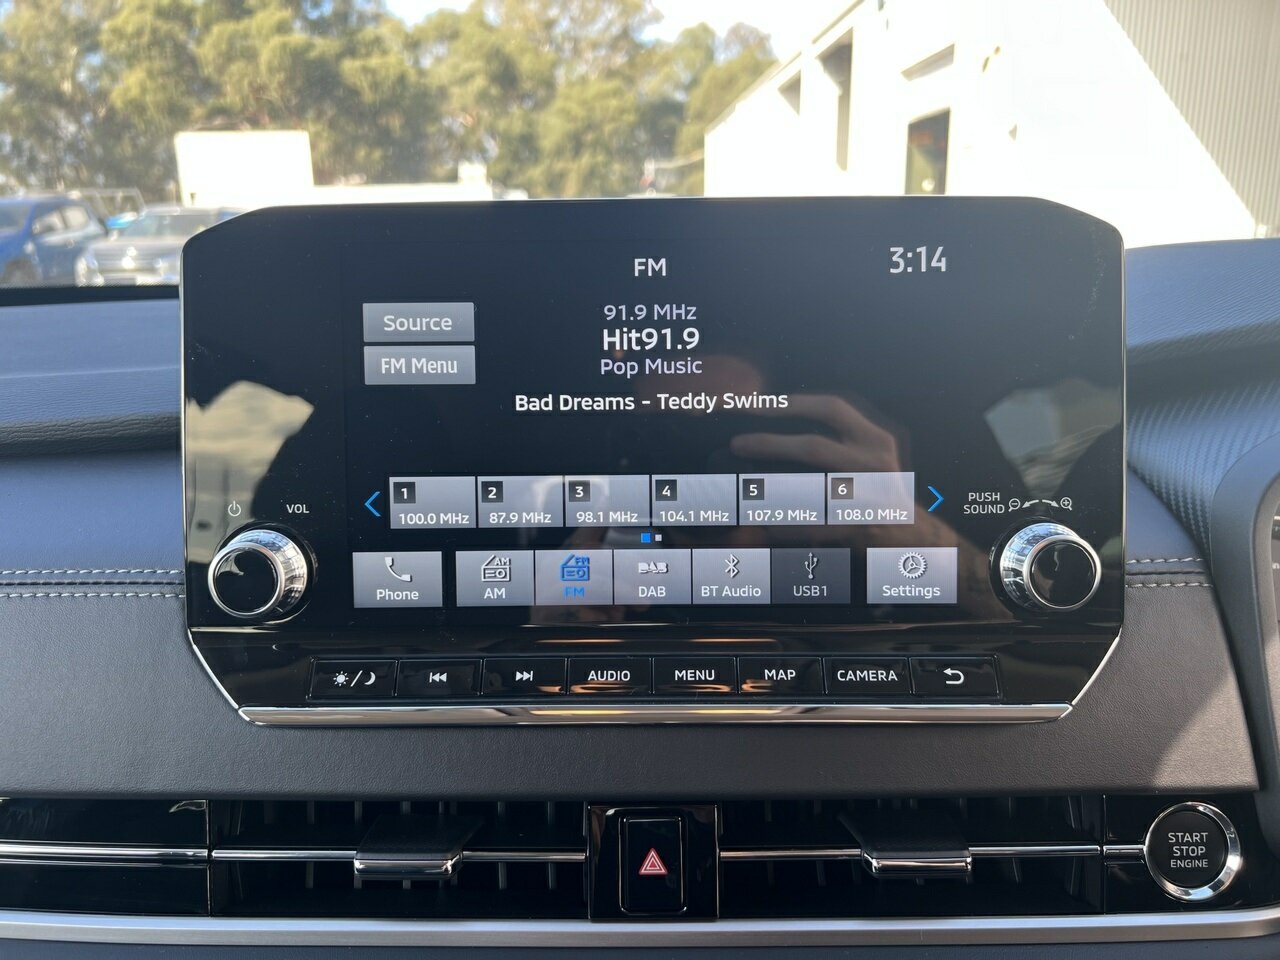 FM
3:14
Source
91.9 MHz
Hit91.9
FM Menu
Pop Music
Bad Dreams - Teddy Swims
1 100.0 MHz
2 87.9 MHz
3 98.1 MHz
4 104.1 MHz
5 107.9 MHz
6 108.0 MHz
VOL
PUSH
SOUND
Phone
AM
AM
FM
FM
DAB
DAB
BT Audio
USB1
Settings
AUDIO
MENU
MAP
CAMERA
START
STOP
ENGINE